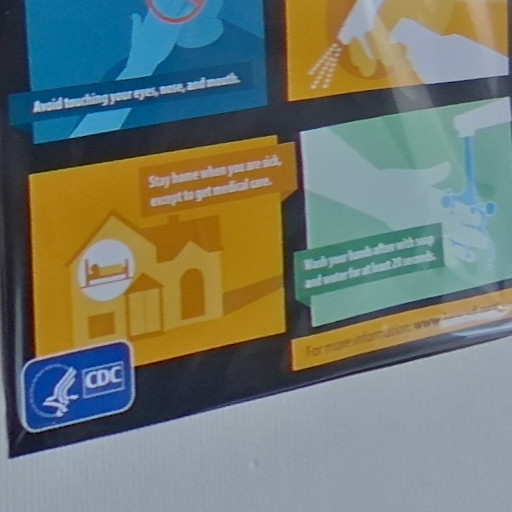 Avoid touching your eyes, nose, and mouth.
Stay home when you are sick,
except to get medical care.
Wash your hands often with soap
and water for at least 20 seconds.
For more information: www.
CDC